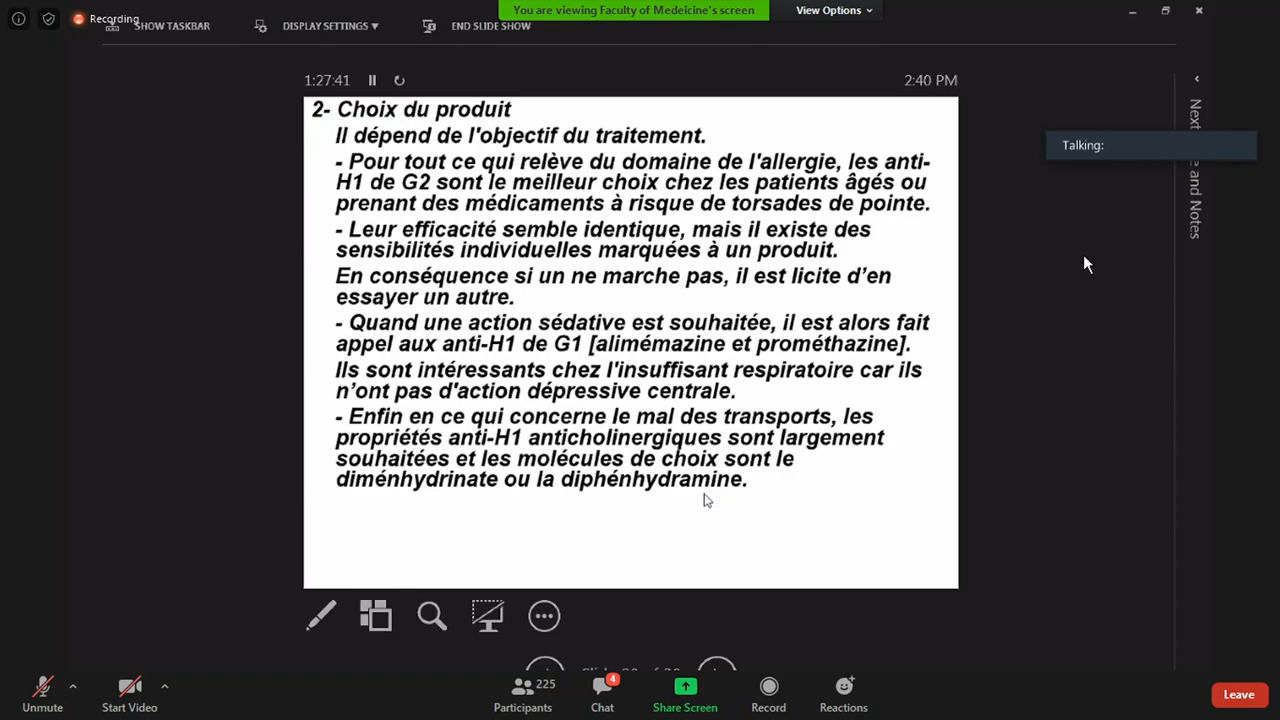 Recording
You are viewing Faculty of Medeicine's screen
View Options
SHOW TASKBAR
DISPLAY SETTINGS
END SLIDE SHOW
1:27:41
2:40 PM
2- Choix du produit
Il dépend de l'objectif du traitement.
- Pour tout ce qui relève du domaine de l'allergie, les anti-
H1 de G2 sont le meilleur choix chez les patients âgés ou
prenant des médicaments à risque de torsades de pointe.
- Leur efficacité semble identique, mais il existe des
sensibilités individuelles marquées à un produit.
En conséquence si un ne marche pas, il est licite d’en
essayer un autre.
- Quand une action sédative est souhaitée, il est alors fait
appel aux anti-H1 de G1 [alimémazine et prométhazine].
Ils sont intéressants chez l'insuffisant respiratoire car ils
n’ont pas d'action dépressive centrale.
- Enfin en ce qui concerne le mal des transports, les
propriétés anti-H1 anticholinergiques sont largement
souhaitées et les molécules de choix sont le
diménhydrinate ou la diphénhydramine.
Talking:
Next
and Notes
Unmute
Start Video
225
Participants
4
Chat
Share Screen
Record
Reactions
Leave